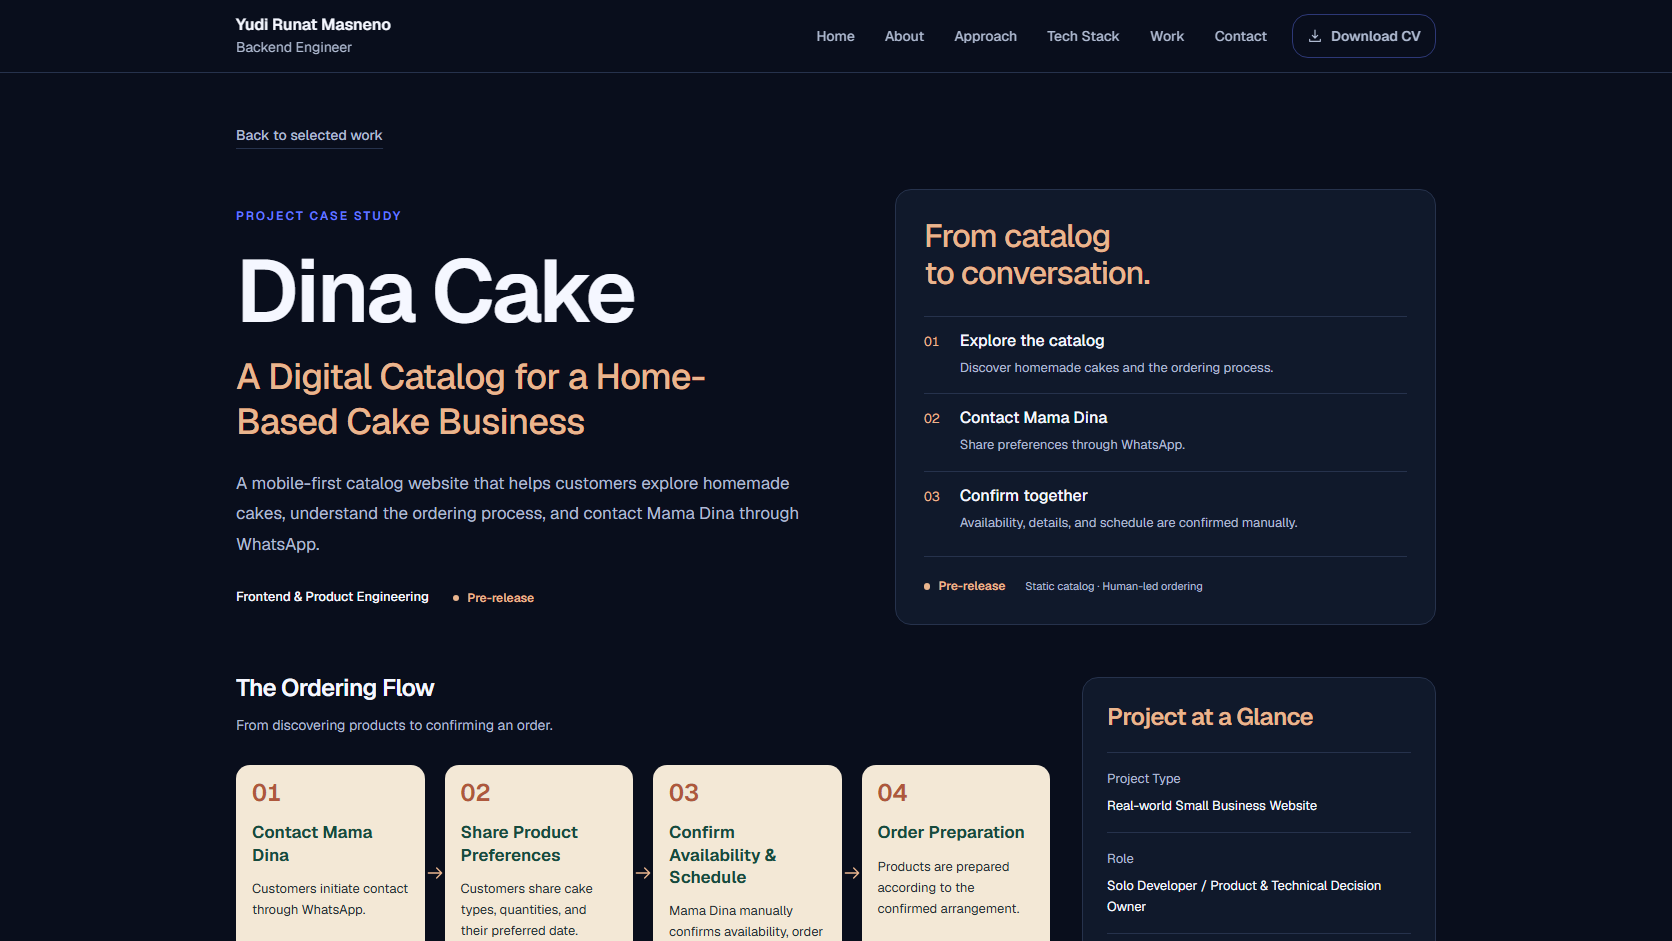 Yudi Runat Masneno
Backend Engineer
Home
About
Approach
Tech Stack
Work
Contact
Download CV
Back to selected work
PROJECT CASE STUDY
Dina Cake
A Digital Catalog for a Home-
Based Cake Business
A mobile-first catalog website that helps customers explore homemade
cakes, understand the ordering process, and contact Mama Dina through
WhatsApp.
Frontend & Product Engineering
Pre-release
From catalog
to conversation.
01
Explore the catalog
Discover homemade cakes and the ordering process.
02
Contact Mama Dina
Share preferences through WhatsApp.
03
Confirm together
Availability, details, and schedule are confirmed manually.
Pre-release
Static catalog · Human-led ordering
The Ordering Flow
From discovering products to confirming an order.
01
Contact Mama
Dina
Customers initiate contact
through WhatsApp.
→
02
Share Product
Preferences
Customers share cake
types, quantities, and
their preferred date.
→
03
Confirm
Availability &
Schedule
Mama Dina manually
confirms availability, order
→
04
Order Preparation
Products are prepared
according to the
confirmed arrangement.
Project at a Glance
Project Type
Real-world Small Business Website
Role
Solo Developer / Product & Technical Decision
Owner